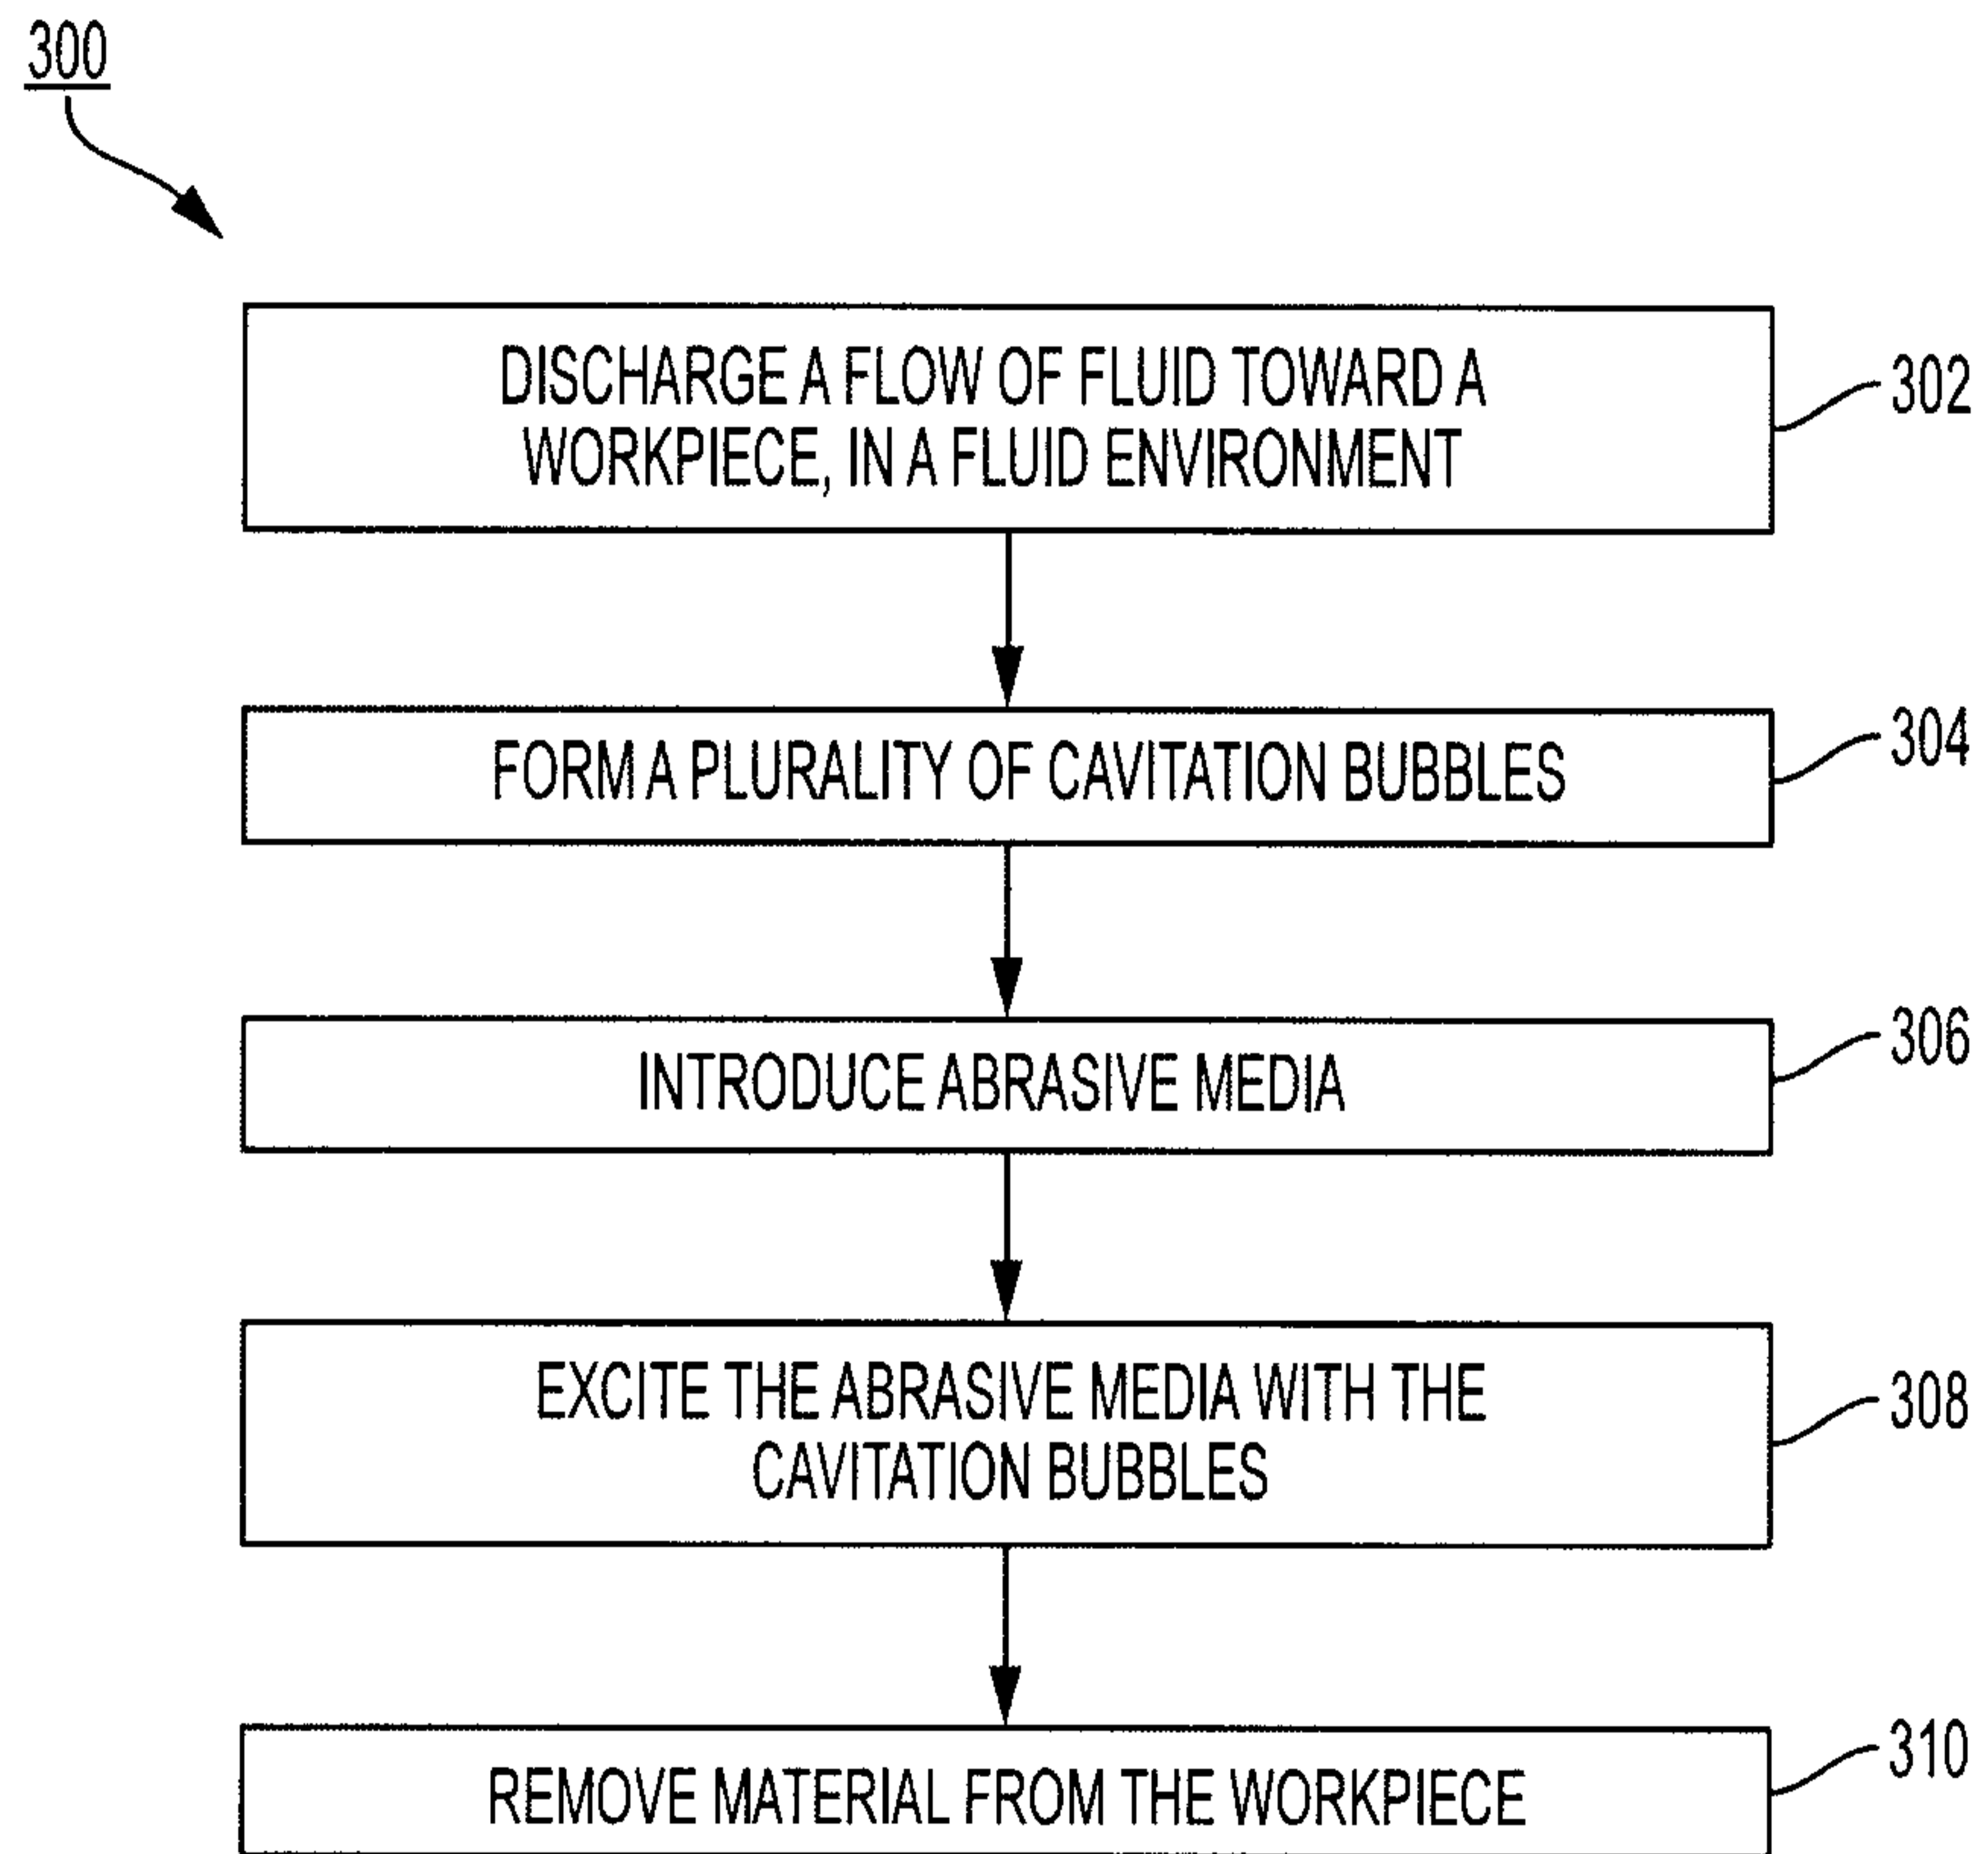 300
DISCHARGE A FLOW OF FLUID TOWARD A
WORKPIECE, IN A FLUID ENVIRONMENT
302
FORM A PLURALITY OF CAVITATION BUBBLES
304
INTRODUCE ABRASIVE MEDIA
306
EXCITE THE ABRASIVE MEDIA WITH THE
CAVITATION BUBBLES
308
REMOVE MATERIAL FROM THE WORKPIECE
310